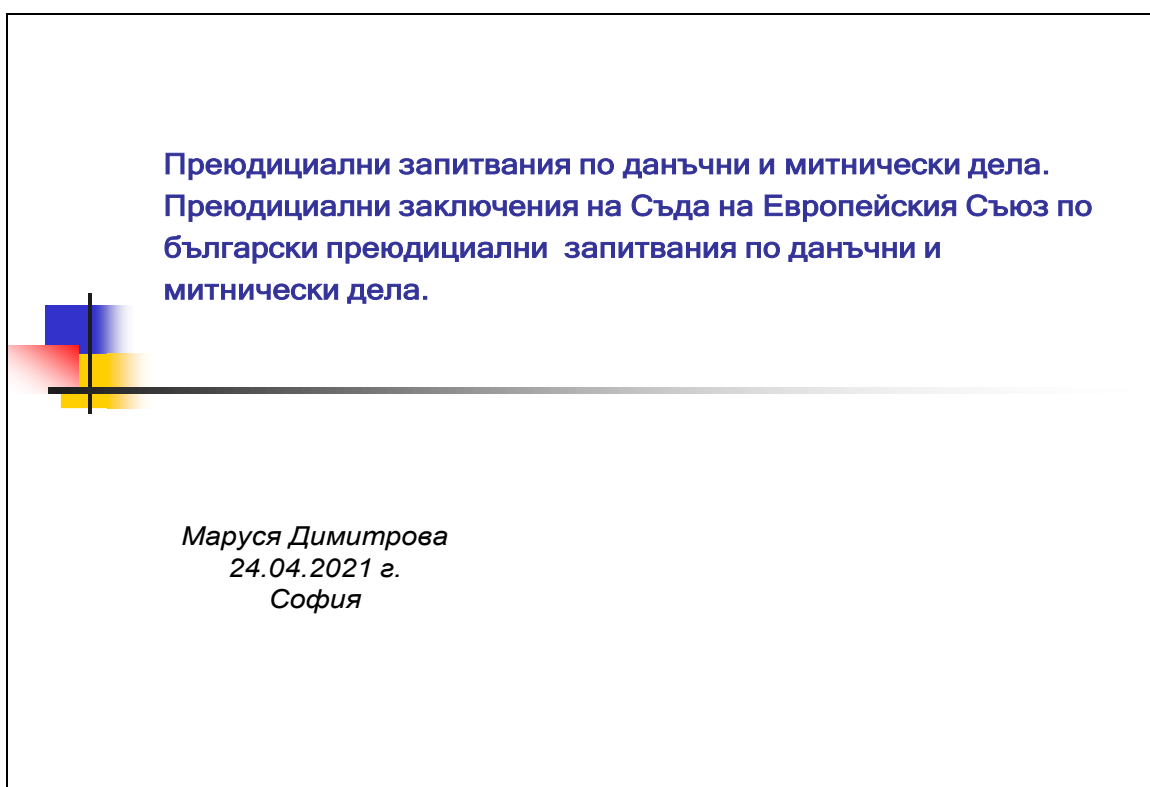 Преюдициални запитвания по данъчни и митнически дела.
Преюдициални заключения на Съда на Европейския Съюз по
български преюдициални  запитвания по данъчни и
митнически дела.
Маруся Димитрова
24.04.2021 г.
София